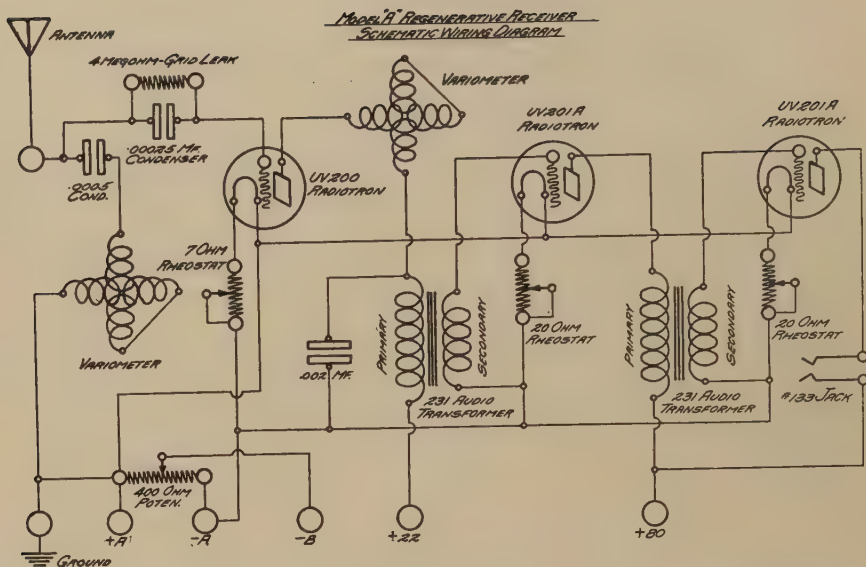 MODEL "A" REGENERATIVE RECEIVER
SCHEMATIC WIRING DIAGRAM
ANTENNA
4 MEGOHM-GRID LEAK
.00025 MF.
CONDENSER
.0005
COND.
VARIOMETER
UV.200
RADIOTRON
UV.201A
RADIOTRON
UV.201A
RADIOTRON
7 OHM
RHEOSTAT
VARIOMETER
.002 MF.
PRIMARY
SECONDARY
231 AUDIO
TRANSFORMER
20 OHM
RHEOSTAT
PRIMARY
SECONDARY
231 AUDIO
TRANSFORMER
20 OHM
RHEOSTAT
#133 JACK
400 OHM
POTEN.
+A
-A
-B
+22
+80
GROUND